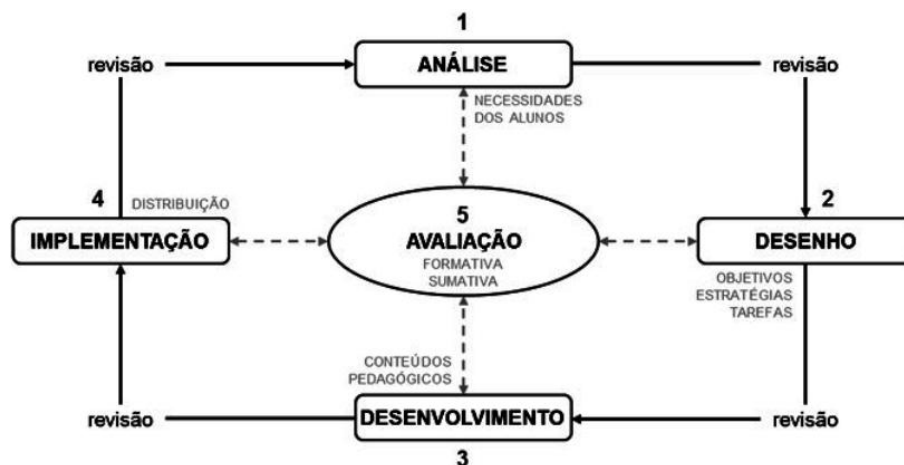 1
revisão
ANÁLISE
revisão
NECESSIDADES
DOS ALUNOS
4
DISTRIBUIÇÃO
IMPLEMENTAÇÃO
5
AVALIAÇÃO
FORMATIVA
SUMATIVA
2
DESENHO
OBJETIVOS
ESTRATÉGIAS
TAREFAS
CONTEÚDOS
PEDAGÓGICOS
revisão
DESENVOLVIMENTO
revisão
3